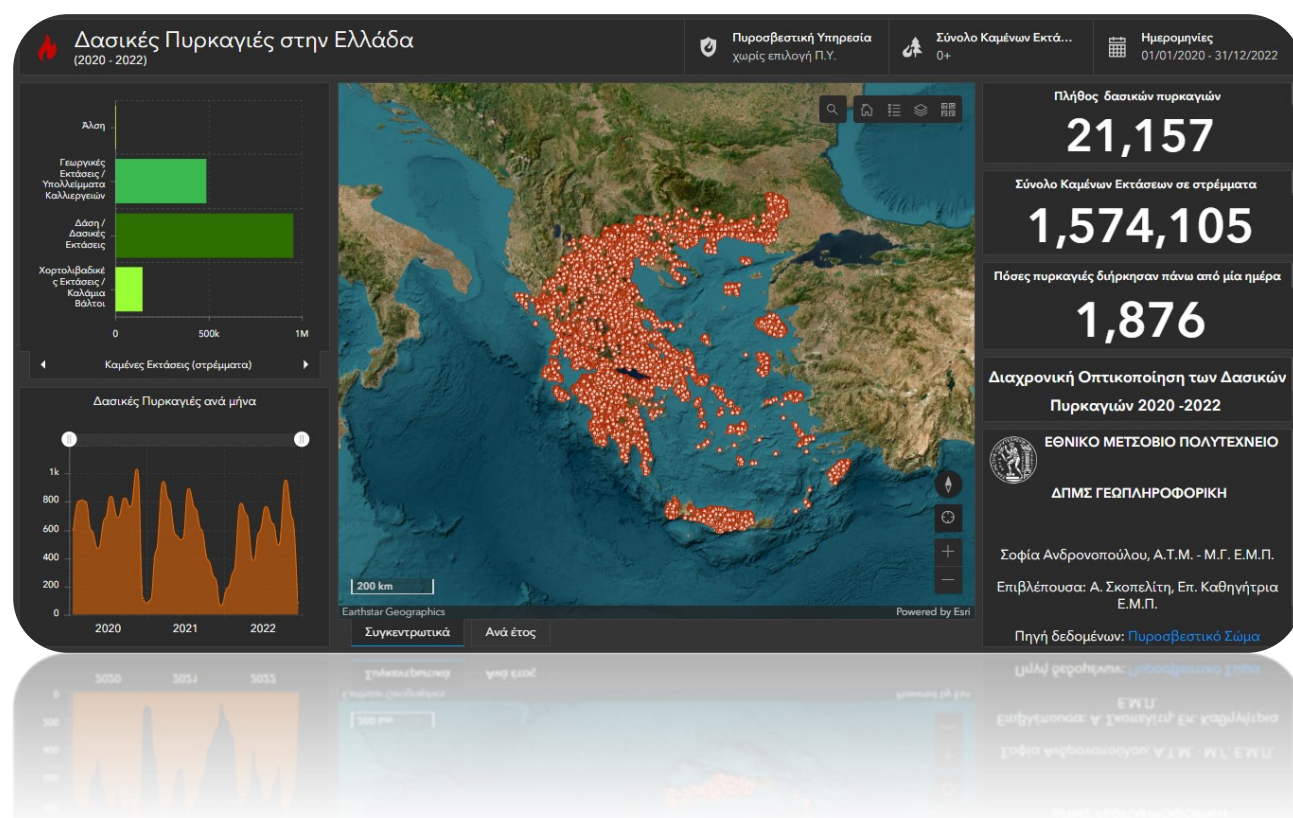 Δασικές Πυρκαγιές στην Ελλάδα
(2020 - 2022)
Πυροσβεστική Υπηρεσία
χωρίς επιλογή Π.Υ.
Σύνολο Καμένων Εκτά...
0+
Ημερομηνίες
01/01/2020 - 31/12/2022
Άλση
Γεωργικές
Εκτάσεις /
Υπολλείμματα
Καλλιεργειών
Δάση /
Δασικές
Εκτάσεις
Χορτολιβαδικέ
ς Εκτάσεις /
Καλάμια
Βάλτοι
0 500k 1M
Καμένες Εκτάσεις (στρέμματα)
Δασικές Πυρκαγιές ανά μήνα
1k
800
600
400
200
0
2020 2021 2022
200 km
Earthstar Geographics
Powered by Esri
Συγκεντρωτικά
Ανά έτος
Πλήθος δασικών πυρκαγιών
21,157
Σύνολο Καμένων Εκτάσεων σε στρέμματα
1,574,105
Πόσες πυρκαγιές διήρκησαν πάνω από μία ημέρα
1,876
Διαχρονική Οπτικοποίηση των Δασικών
Πυρκαγιών 2020 -2022
ΕΘΝΙΚΟ ΜΕΤΣΟΒΙΟ ΠΟΛΥΤΕΧΝΕΙΟ
ΔΠΜΣ ΓΕΩΠΛΗΡΟΦΟΡΙΚΗ
Σοφία Ανδρονοπούλου, Α.Τ.Μ. - Μ.Γ. Ε.Μ.Π.
Επιβλέπουσα: Α. Σκοπελίτη, Επ. Καθηγήτρια
Ε.Μ.Π.
Πηγή δεδομένων: Πυροσβεστικό Σώμα